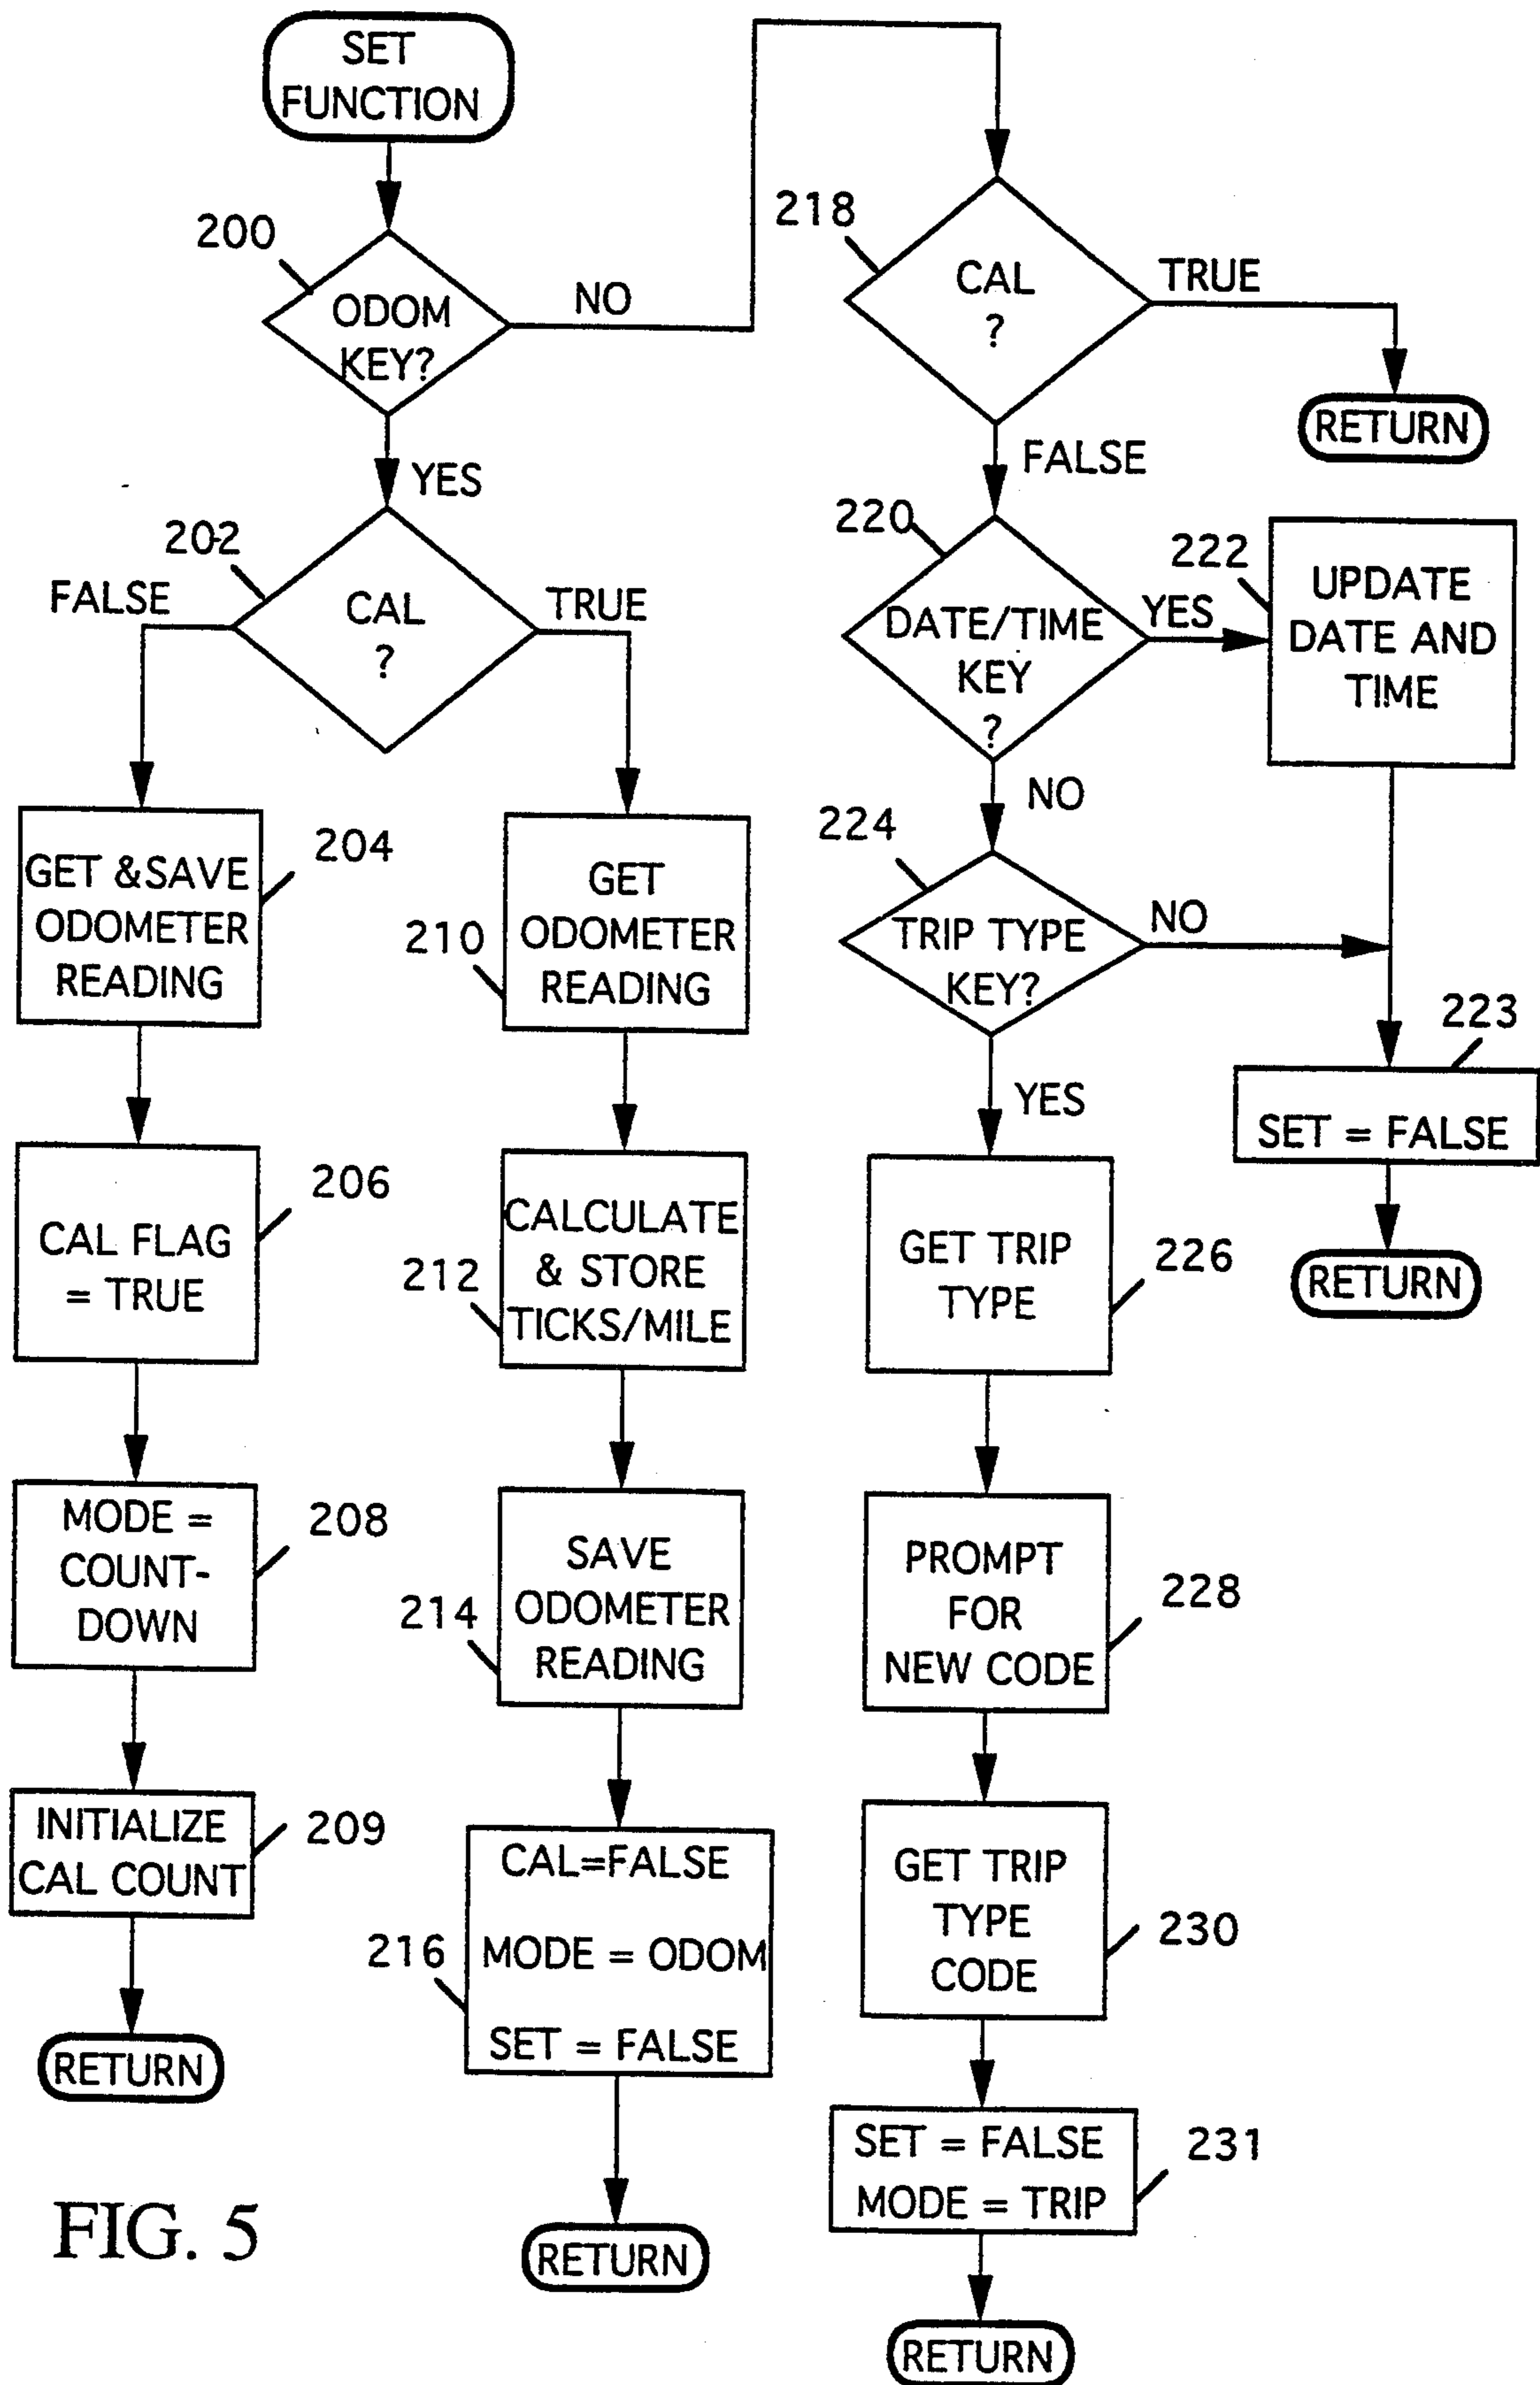 SET
FUNCTION
200
ODOM
KEY?
NO
YES
202
CAL
?
FALSE
TRUE
GET &SAVE
ODOMETER
READING
204
CAL FLAG
= TRUE
206
MODE =
COUNT-
DOWN
208
INITIALIZE
CAL COUNT
209
RETURN
GET
ODOMETER
READING
210
CALCULATE
& STORE
TICKS/MILE
212
SAVE
ODOMETER
READING
214
CAL=FALSE
MODE = ODOM
SET = FALSE
216
RETURN
218
CAL
?
TRUE
RETURN
FALSE
220
DATE/TIME
KEY
?
YES
222
UPDATE
DATE AND
TIME
NO
224
TRIP TYPE
KEY?
NO
223
SET = FALSE
RETURN
YES
GET TRIP
TYPE
226
PROMPT
FOR
NEW CODE
228
GET TRIP
TYPE
CODE
230
SET = FALSE
MODE = TRIP
231
RETURN
FIG. 5